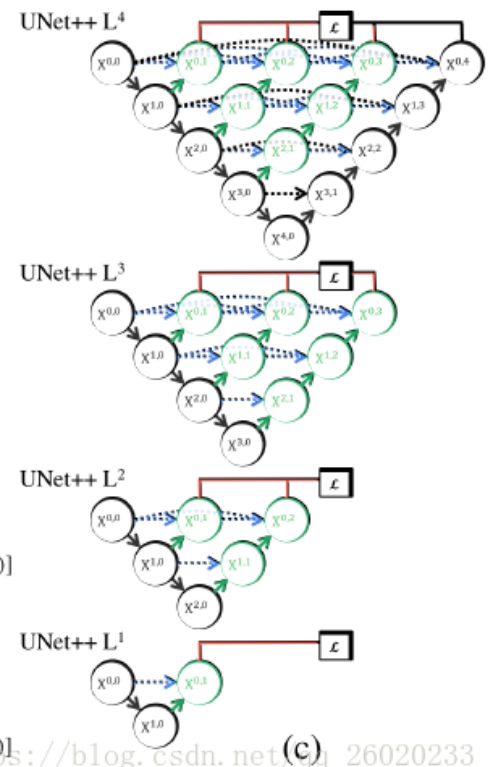 UNet++ L⁴
ℒ
X⁰,⁰ X⁰,¹ X⁰,² X⁰,³ X⁰,⁴
X¹,⁰ X¹,¹ X¹,² X¹,³
X²,⁰ X²,¹ X²,²
X³,⁰ X³,¹
X⁴,⁰
UNet++ L³
ℒ
X⁰,⁰ X⁰,¹ X⁰,² X⁰,³
X¹,⁰ X¹,¹ X¹,²
X²,⁰ X²,¹
X³,⁰
UNet++ L²
ℒ
X⁰,⁰ X⁰,¹ X⁰,²
X¹,⁰ X¹,¹
0]
X²,⁰
UNet++ L¹
ℒ
X⁰,⁰ X⁰,¹
X¹,⁰
0]
(c)
s://blog.csdn.net/qq_26020233